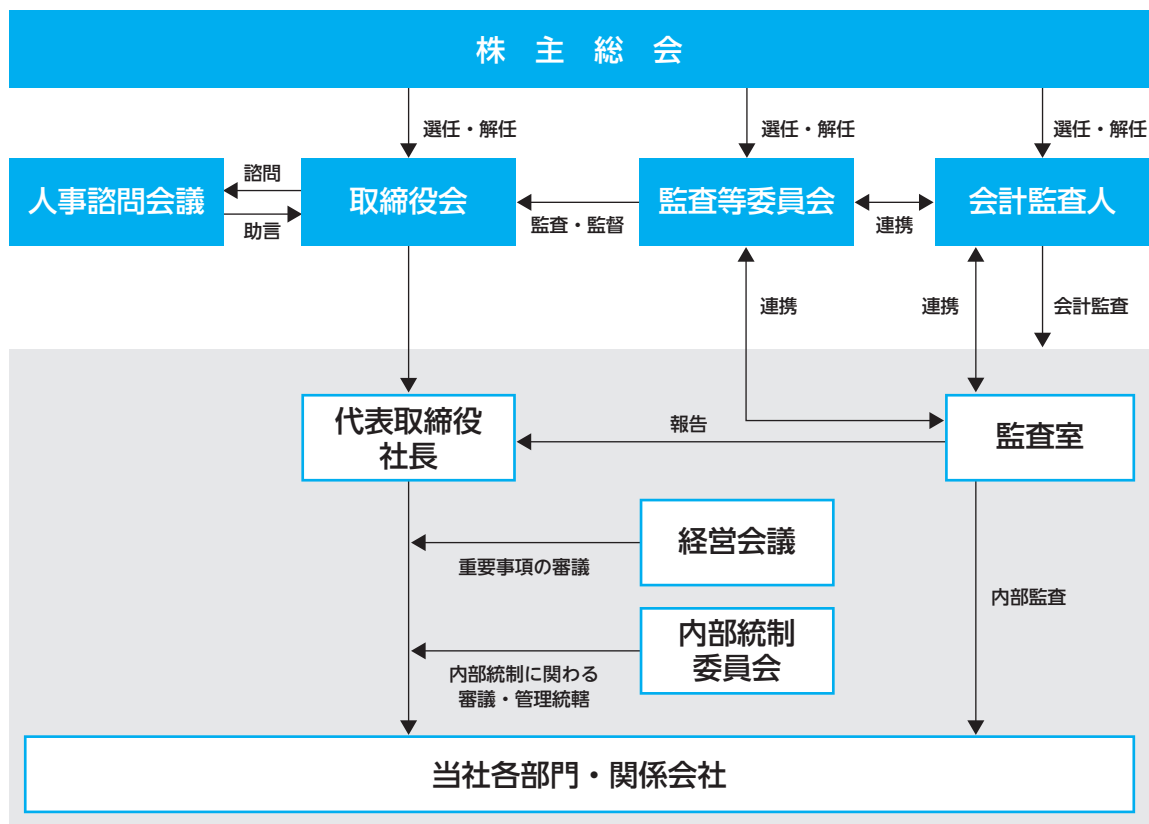 株主総会
選任・解任
選任・解任
選任・解任
人事諮問会議
諮問
助言
取締役会
監査・監督
監査等委員会
連携
会計監査人
連携
連携
会計監査
代表取締役
社長
報告
監査室
経営会議
重要事項の審議
内部監査
内部統制
委員会
内部統制に関わる
審議・管理統轄
当社各部門・関係会社